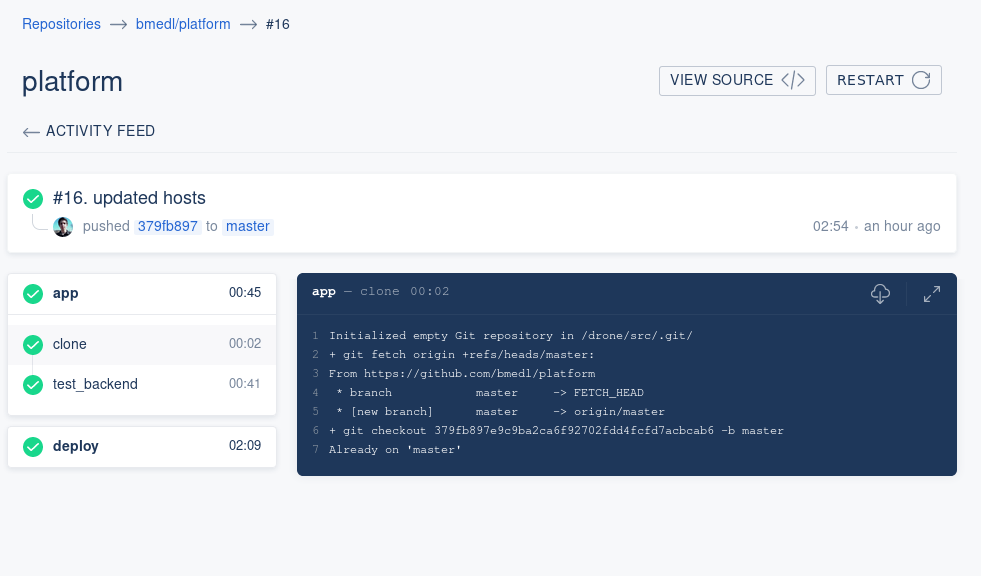 Repositories → bmedl/platform → #16
platform
VIEW SOURCE </>
RESTART
← ACTIVITY FEED
#16. updated hosts
pushed 379fb897 to master
02:54 • an hour ago
app 00:45
clone 00:02
test_backend 00:41
deploy 02:09
app — clone 00:02
1 Initialized empty Git repository in /drone/src/.git/
2 + git fetch origin +refs/heads/master:
3 From https://github.com/bmedl/platform
4  * branch            master     -> FETCH_HEAD
5  * [new branch]      master     -> origin/master
6 + git checkout 379fb897e9c9ba2ca6f92702fdd4fcfd7acbcab6 -b master
7 Already on 'master'